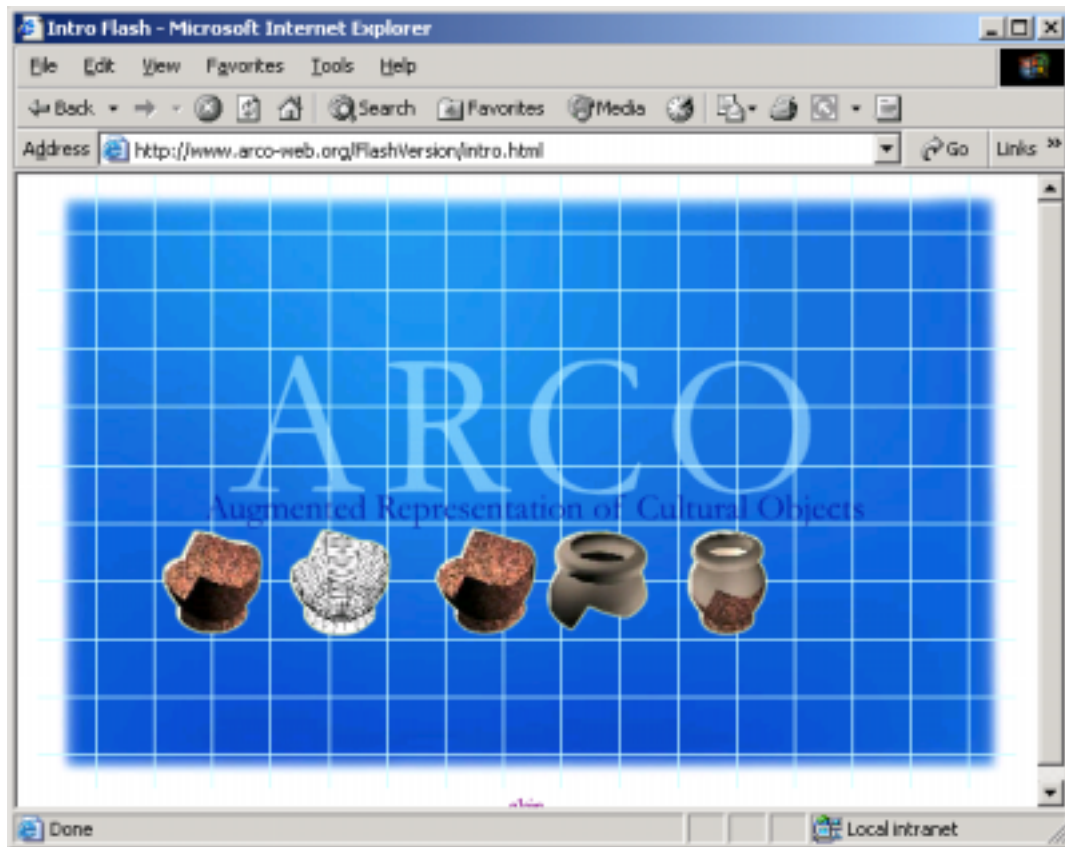 Intro Flash - Microsoft Internet Explorer
File Edit View Favorites Tools Help
Back Search Favorites Media
Address http://www.arco-web.org/FlashVersion/intro.html Go Links »
ARCO
Augmented Representation of Cultural Objects
skip
Done Local intranet